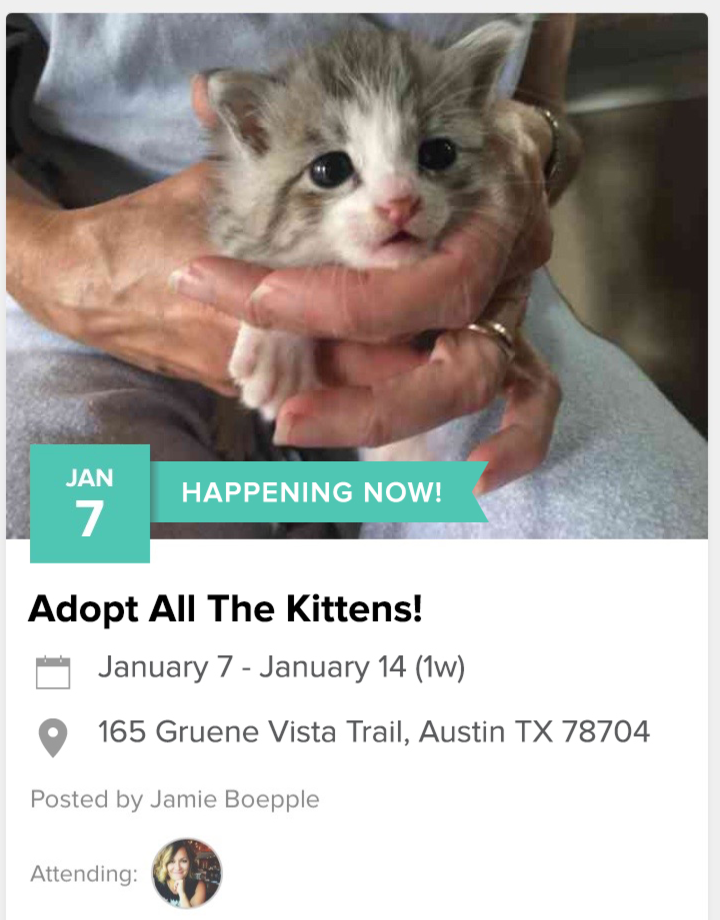 JAN
7
HAPPENING NOW!
Adopt All The Kittens!
January 7 - January 14 (1w)
165 Gruene Vista Trail, Austin TX 78704
Posted by Jamie Boepple
Attending: